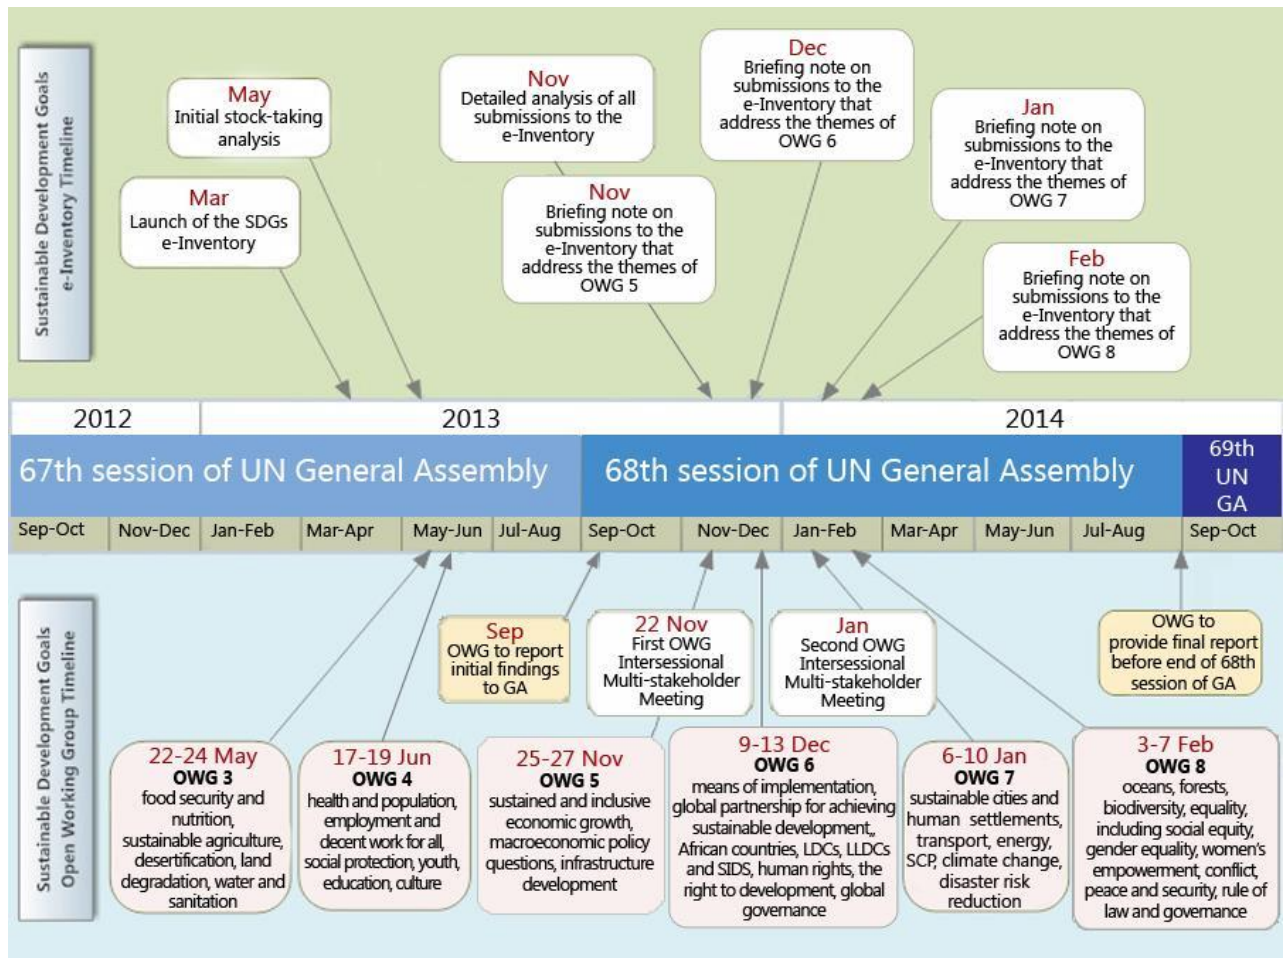 Sustainable Development Goals
e-Inventory Timeline
May
Initial stock-taking
analysis
Mar
Launch of the SDGs
e-Inventory
Nov
Detailed analysis of all
submissions to the
e-Inventory
Nov
Briefing note on
submissions to the
e-Inventory that
address the themes of
OWG 5
Dec
Briefing note on
submissions to the
e-Inventory that
address the themes of
OWG 6
Jan
Briefing note on
submissions to the
e-Inventory that
address the themes of
OWG 7
Feb
Briefing note on
submissions to the
e-Inventory that
address the themes of
OWG 8
2012 2013 2014
67th session of UN General Assembly
68th session of UN General Assembly
69th
UN
GA
Sep-Oct Nov-Dec Jan-Feb Mar-Apr May-Jun Jul-Aug Sep-Oct Nov-Dec Jan-Feb Mar-Apr May-Jun Jul-Aug Sep-Oct
Sustainable Development Goals
Open Working Group Timeline
Sep
OWG to report
initial findings
to GA
22 Nov
First OWG
Intersessional
Multi-stakeholder
Meeting
Jan
Second OWG
Intersessional
Multi-stakeholder
Meeting
OWG to
provide final report
before end of 68th
session of GA
22-24 May
OWG 3
food security and
nutrition,
sustainable agriculture,
desertification, land
degradation, water and
sanitation
17-19 Jun
OWG 4
health and population,
employment and
decent work for all,
social protection, youth,
education, culture
25-27 Nov
OWG 5
sustained and inclusive
economic growth,
macroeconomic policy
questions, infrastructure
development
9-13 Dec
OWG 6
means of implementation,
global partnership for achieving
sustainable development,,
African countries, LDCs, LLDCs
and SIDS, human rights, the
right to development, global
governance
6-10 Jan
OWG 7
sustainable cities and
human settlements,
transport, energy,
SCP, climate change,
disaster risk
reduction
3-7 Feb
OWG 8
oceans, forests,
biodiversity, equality,
including social equity,
gender equality, women's
empowerment, conflict,
peace and security, rule of
law and governance